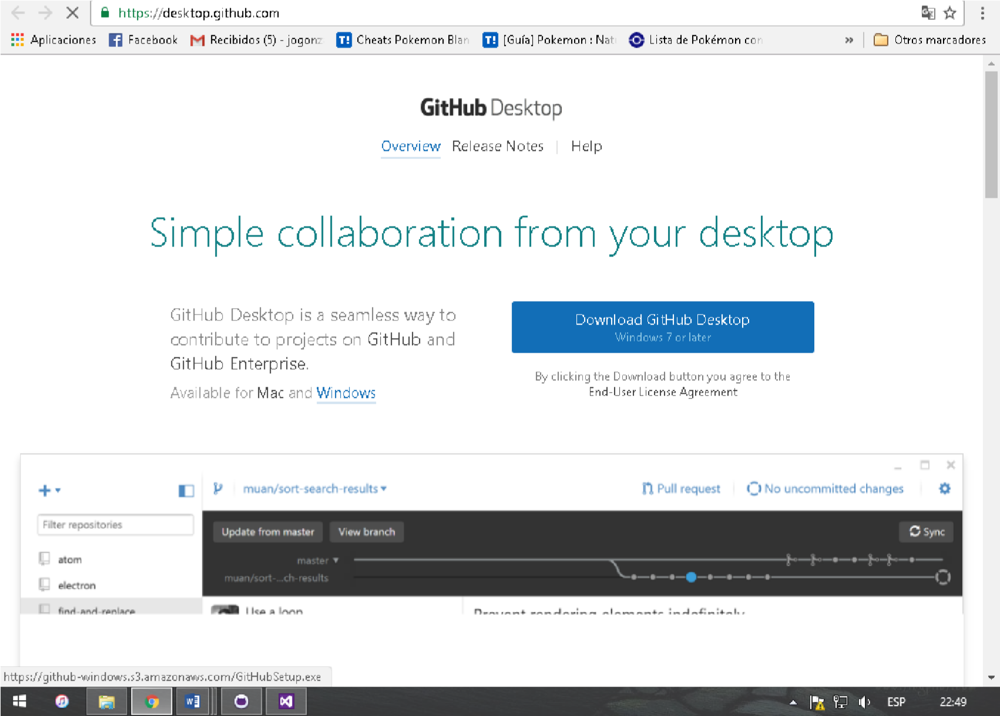 https://desktop.github.com
Aplicaciones Facebook Recibidos (5) - jogonz Cheats Pokemon Blan [Guía] Pokemon : Nat Lista de Pokémon con » Otros marcadores
GitHub Desktop
Overview Release Notes Help
Simple collaboration from your desktop
GitHub Desktop is a seamless way to
contribute to projects on GitHub and
GitHub Enterprise.
Available for Mac and Windows
Download GitHub Desktop
Windows 7 or later
By clicking the Download button you agree to the
End-User License Agreement
muan/sort-search-results Pull request No uncommitted changes
Filter repositories
Update from master View branch Sync
atom
master
muan/sort-...ch-results
electron
find-and-replace Use a loop Prevent rendering elements indefinitely
https://github-windows.s3.amazonaws.com/GitHubSetup.exe
ESP 22:49